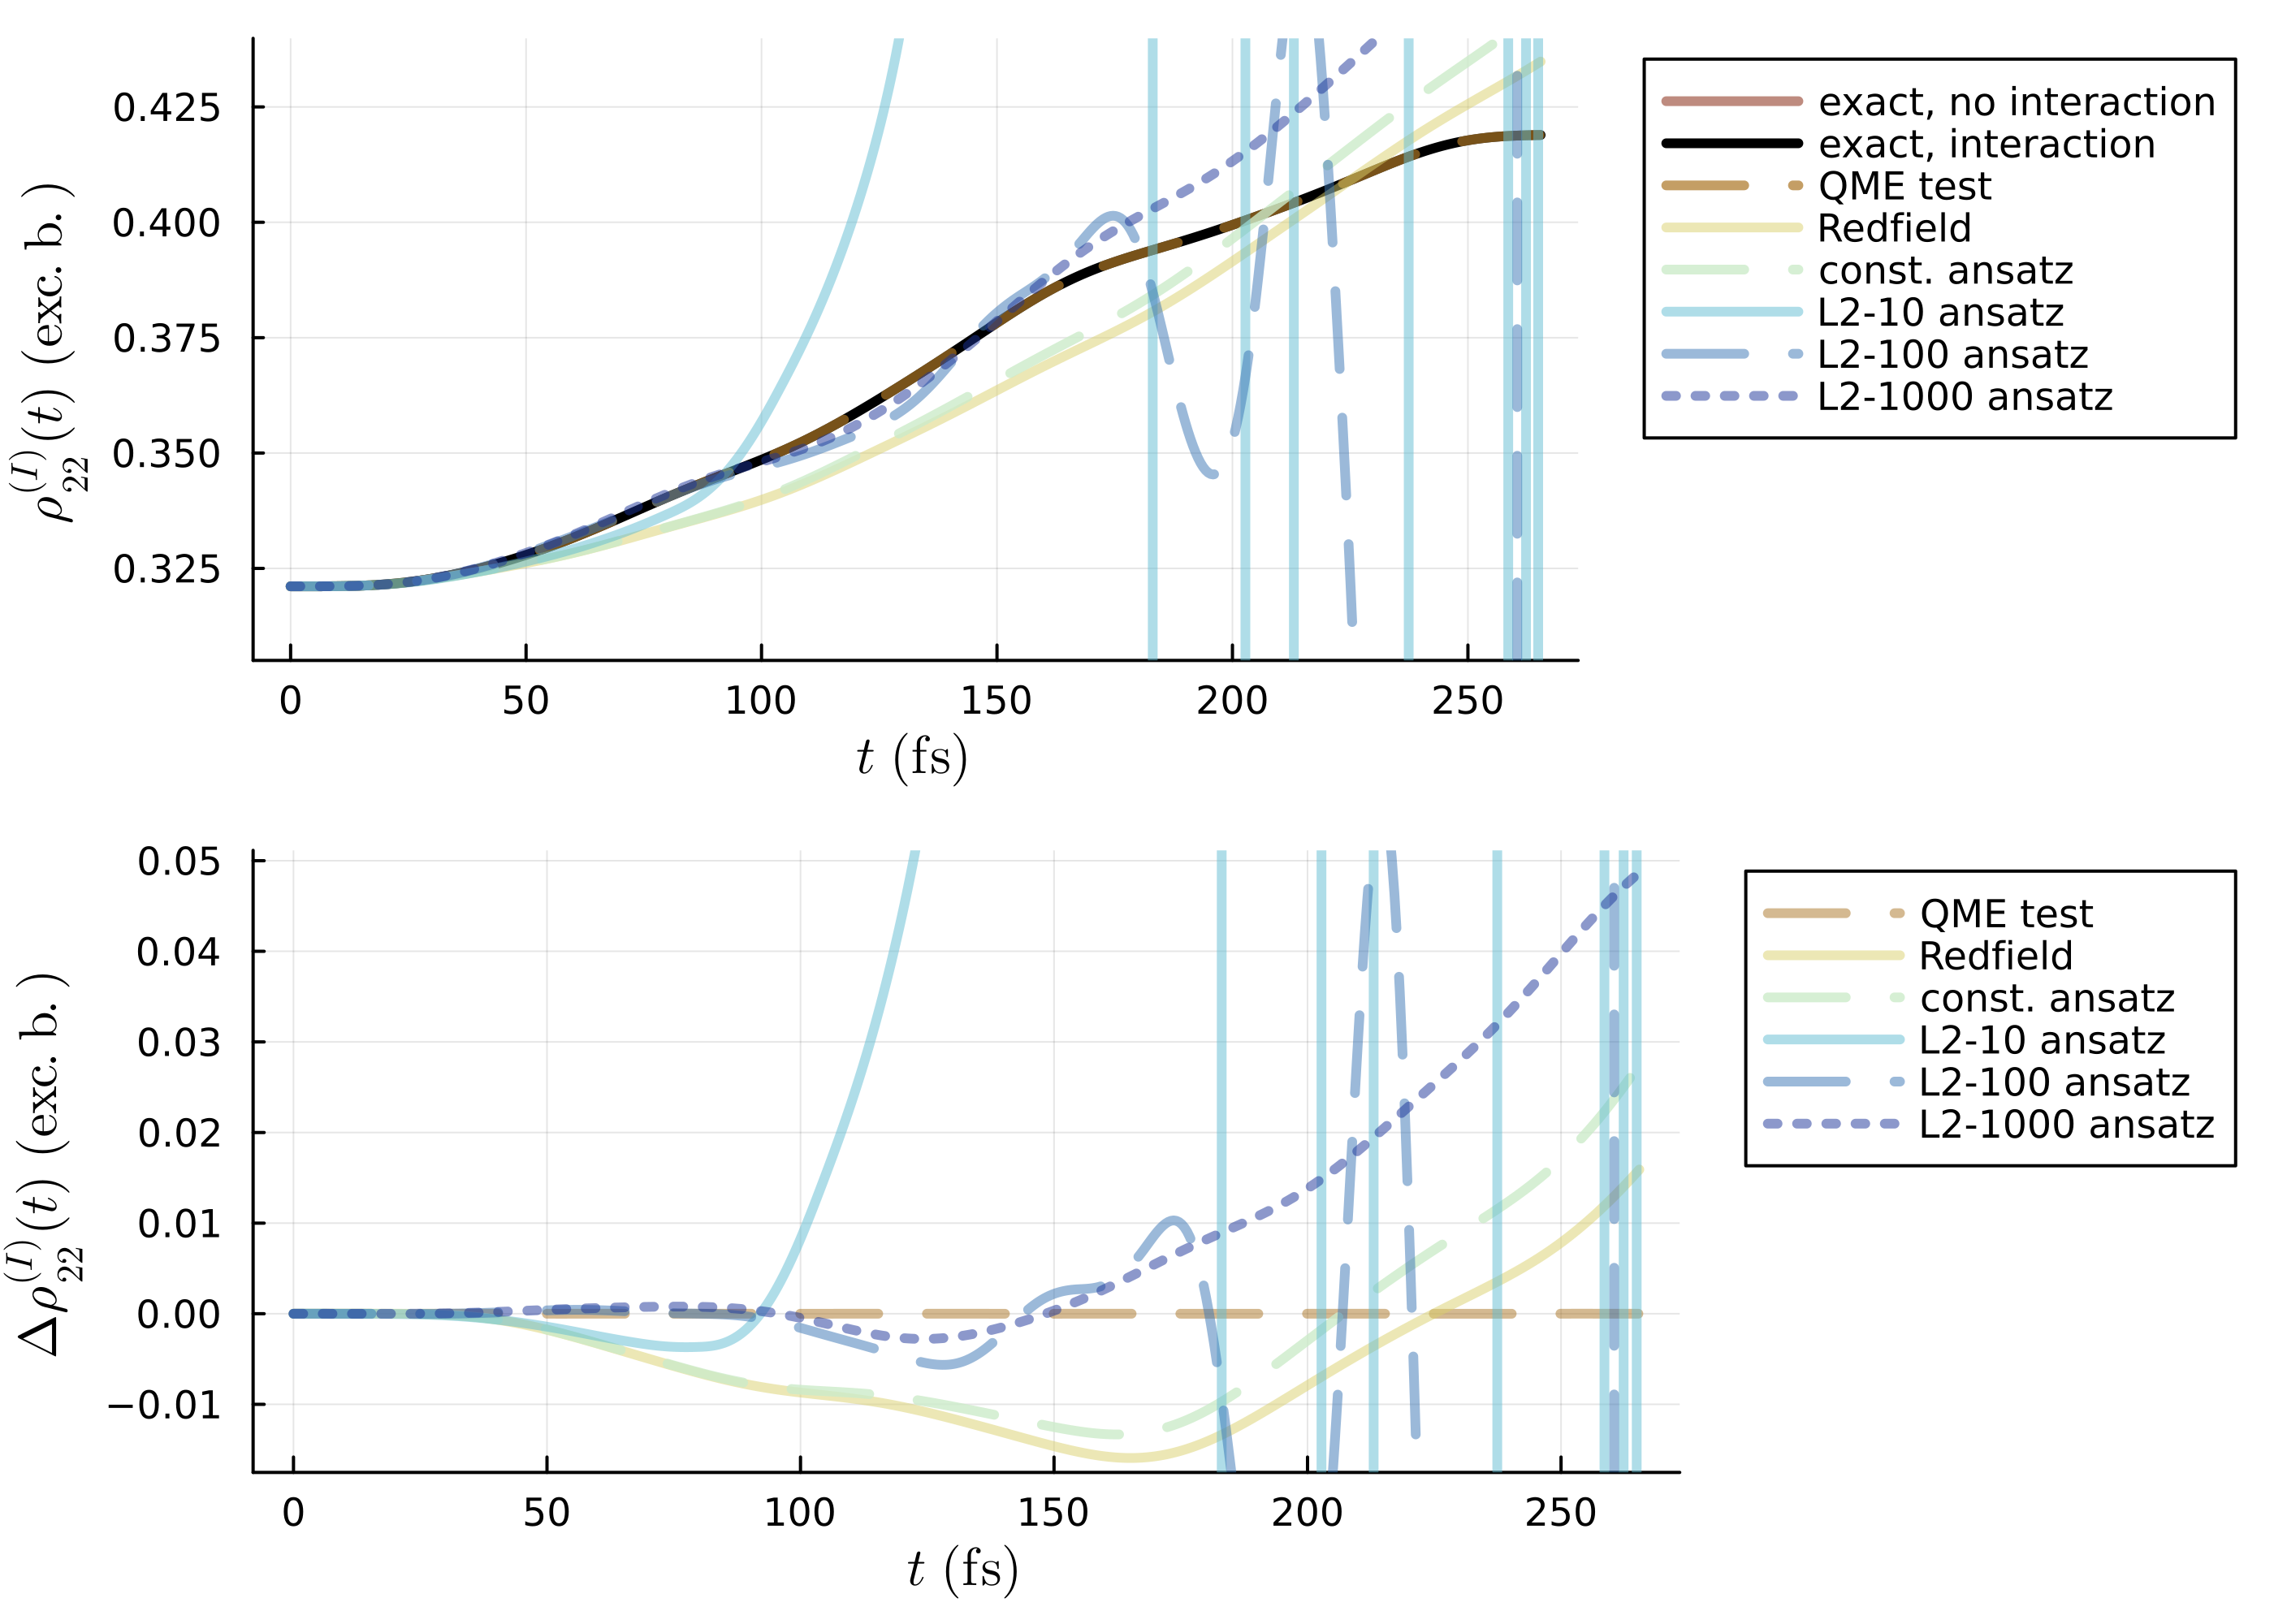 0.425
0.400
0.375
0.350
0.325
ρ₂₂⁽ᴵ⁾(t) (exc. b. )
0 50 100 150 200 250
t (fs)
exact, no interaction
exact, interaction
QME test
Redfield
const. ansatz
L2-10 ansatz
L2-100 ansatz
L2-1000 ansatz
0.05
0.04
0.03
0.02
0.01
0.00
−0.01
Δρ₂₂⁽ᴵ⁾(t) (exc. b. )
0 50 100 150 200 250
t (fs)
QME test
Redfield
const. ansatz
L2-10 ansatz
L2-100 ansatz
L2-1000 ansatz